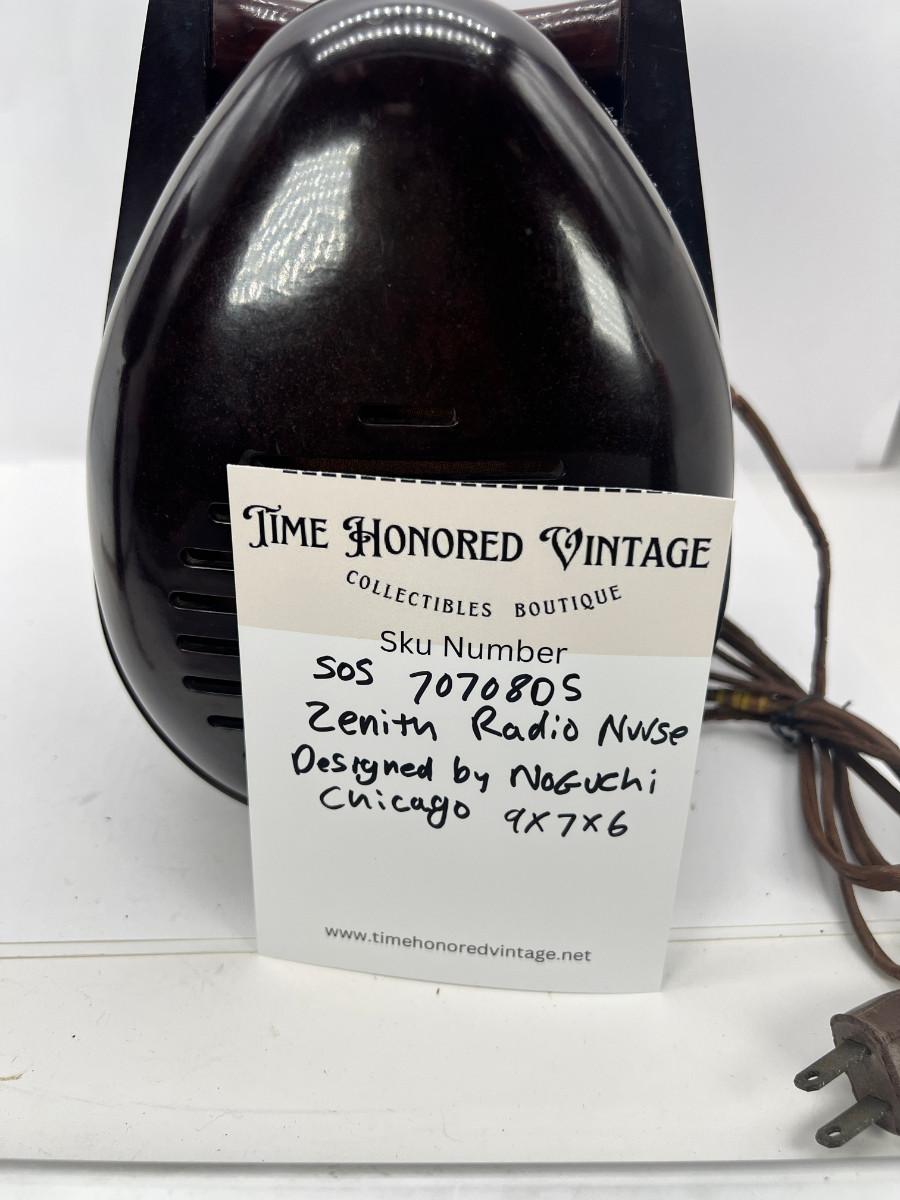 TIME HONORED VINTAGE
COLLECTIBLES BOUTIQUE
Sku Number
SOS 707080S
Zenith Radio Nurse
Designed by Noguchi
Chicago 9x7x6
www.timehonoredvintage.net